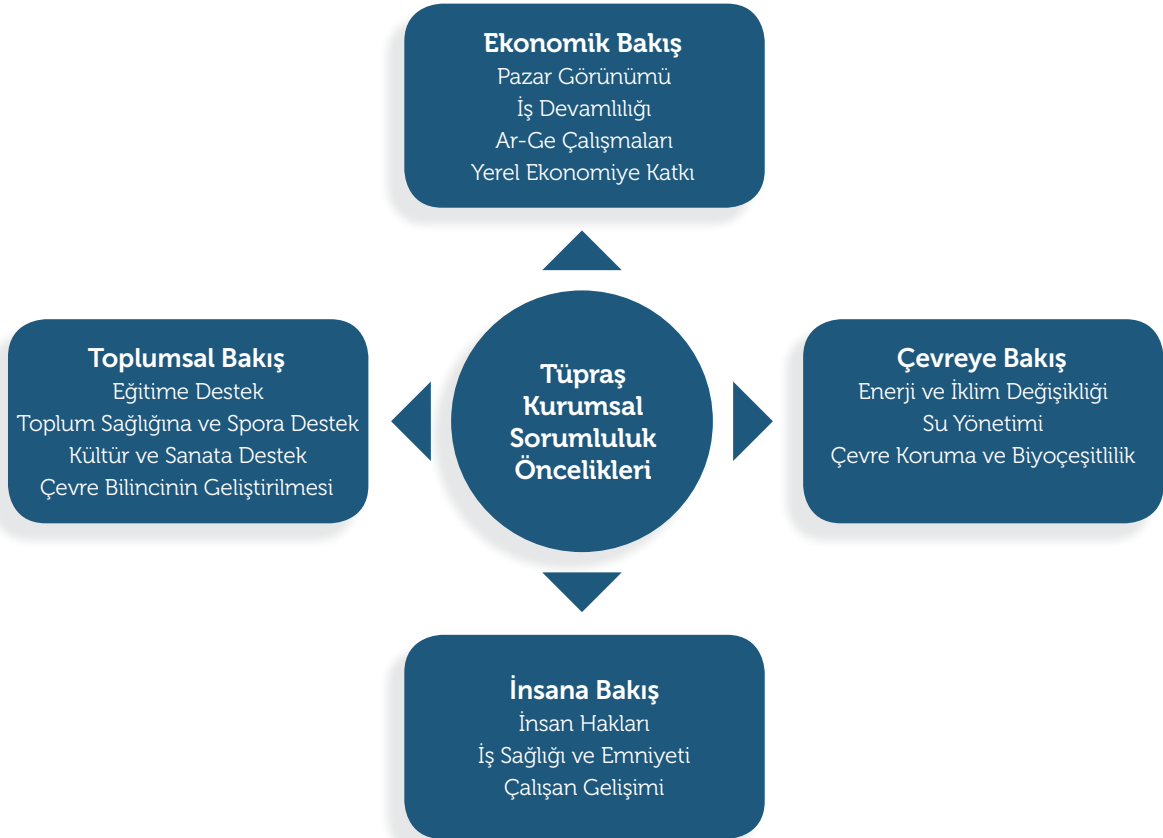 Ekonomik Bakış
Pazar Görünümü
İş Devamlılığı
Ar-Ge Çalışmaları
Yerel Ekonomiye Katkı
Toplumsal Bakış
Eğitime Destek
Toplum Sağlığına ve Spora Destek
Kültür ve Sanata Destek
Çevre Bilincinin Geliştirilmesi
Tüpraş
Kurumsal
Sorumluluk
Öncelikleri
Çevreye Bakış
Enerji ve İklim Değişikliği
Su Yönetimi
Çevre Koruma ve Biyoçeşitlilik
İnsana Bakış
İnsan Hakları
İş Sağlığı ve Emniyeti
Çalışan Gelişimi